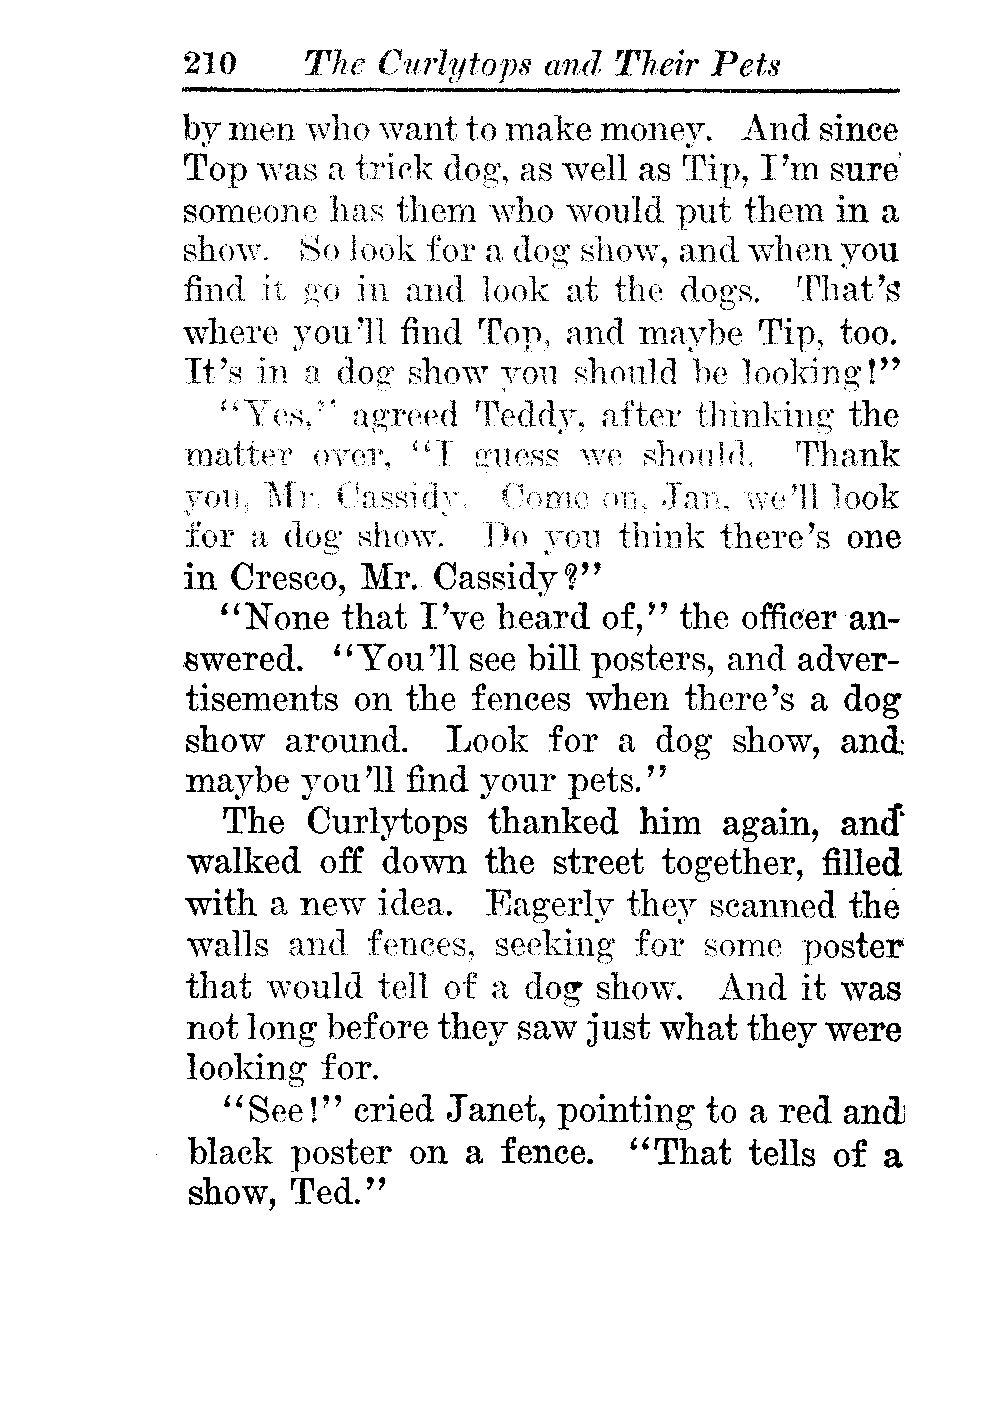 210 The Curlytops and Their Pets
by men who want to make money. And since
Top was a trick dog, as well as Tip, I'm sure
someone has them who would put them in a
show. So look for a dog show, and when you
find it go in and look at the dogs. That's
where you'll find Top, and maybe Tip, too.
It's in a dog show you should be looking!"
"Yes," agreed Teddy, after thinking the
matter over, "I guess we should. Thank
you, Mr. Cassidy. Come on, Jan, we'll look
for a dog show. Do you think there's one
in Cresco, Mr. Cassidy?"
"None that I've heard of," the officer an-
swered. "You'll see bill posters, and adver-
tisements on the fences when there's a dog
show around. Look for a dog show, and
maybe you'll find your pets."
The Curlytops thanked him again, and
walked off down the street together, filled
with a new idea. Eagerly they scanned the
walls and fences, seeking for some poster
that would tell of a dog show. And it was
not long before they saw just what they were
looking for.
"See!" cried Janet, pointing to a red and
black poster on a fence. "That tells of a
show, Ted."